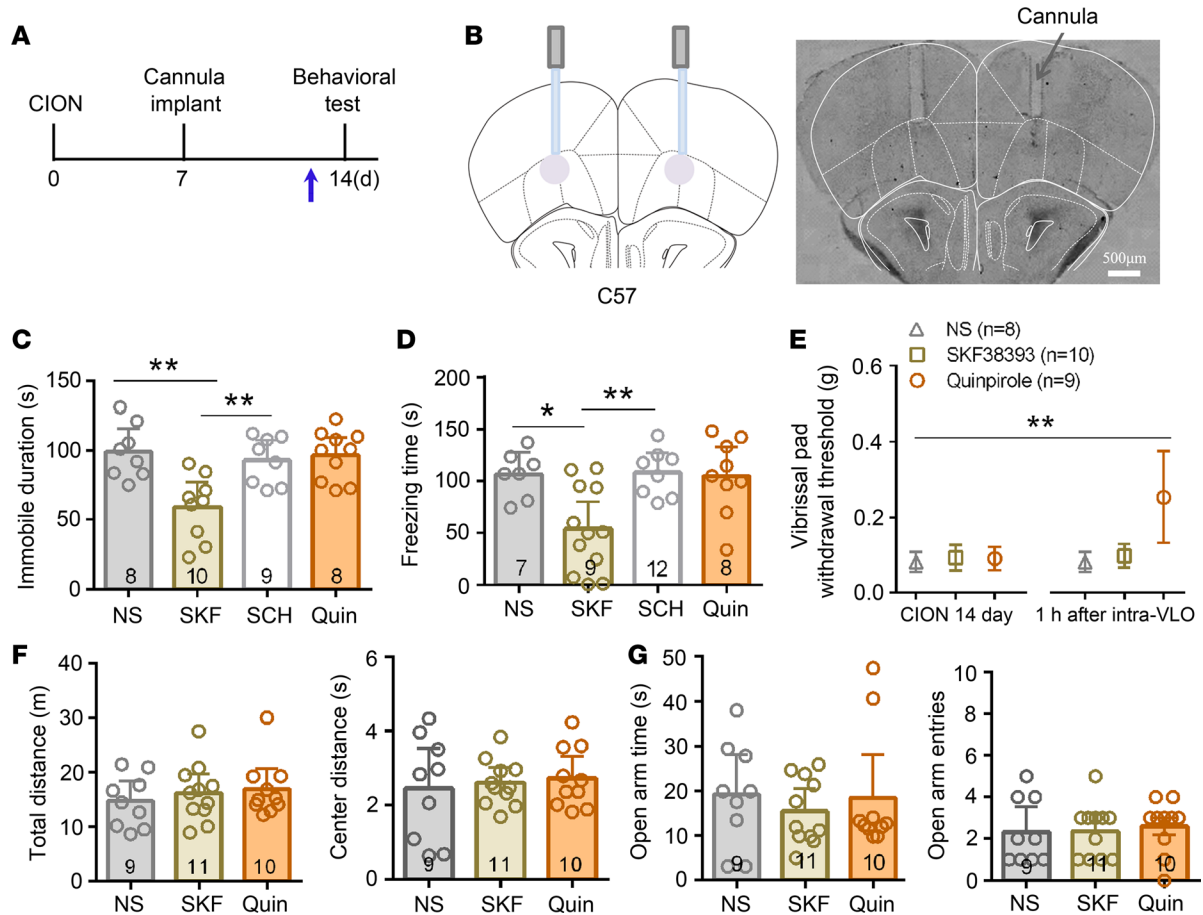 A
CION
Cannula
implant
Behavioral
test
0
7
14(d)
B
Cannula
500μm
C57
C
Immobile duration (s)
150
100
50
0
**
**
8
10
9
8
NS
SKF
SCH
Quin
D
Freezing time (s)
200
150
100
50
0
*
**
7
9
12
8
NS
SKF
SCH
Quin
E
NS (n=8)
SKF38393 (n=10)
Quinpirole (n=9)
Vibrissal pad
withdrawal threshold (g)
0.6
0.4
0.2
0.0
**
CION 14 day
1 h after intra-VLO
F
Total distance (m)
40
30
20
10
0
9
11
10
NS
SKF
Quin
Center distance (s)
6
4
2
0
9
11
10
NS
SKF
Quin
G
Open arm time (s)
50
40
30
20
10
0
9
11
10
NS
SKF
Quin
Open arm entries
10
8
6
4
2
0
9
11
10
NS
SKF
Quin